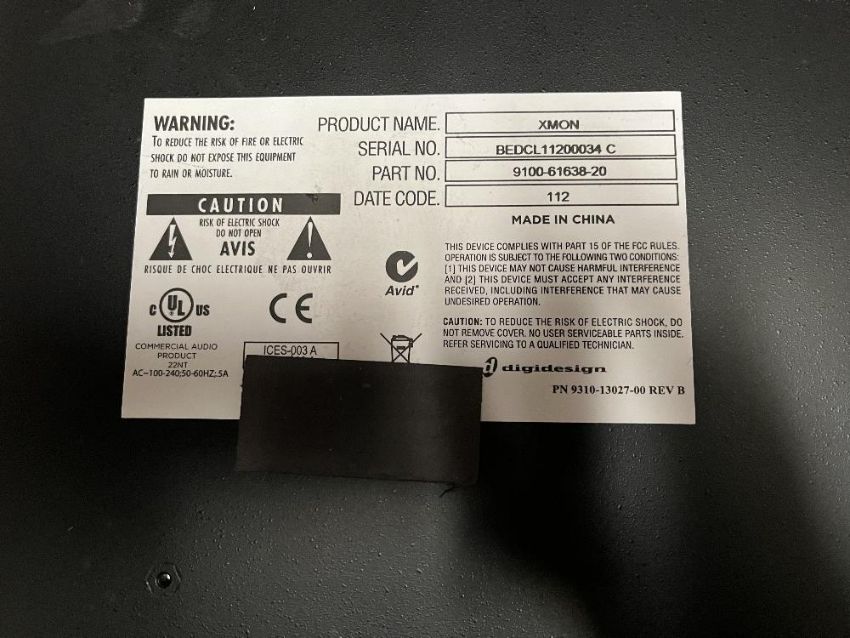 WARNING:
TO REDUCE THE RISK OF FIRE OR ELECTRIC
SHOCK DO NOT EXPOSE THIS EQUIPMENT
TO RAIN OR MOISTURE.
PRODUCT NAME. XMON
SERIAL NO. BEDCL11200034 C
PART NO. 9100-61638-20
DATE CODE. 112
MADE IN CHINA
CAUTION
RISK OF ELECTRIC SHOCK
DO NOT OPEN
AVIS
RISQUE DE CHOC ELECTRIQUE NE PAS OUVRIR
C UL US
LISTED
COMMERCIAL AUDIO
PRODUCT
22NT
AC~100-240;50-60HZ;.5A
CE
ICES-003 A
Avid*
THIS DEVICE COMPLIES WITH PART 15 OF THE FCC RULES.
OPERATION IS SUBJECT TO THE FOLLOWING TWO CONDITIONS:
[1] THIS DEVICE MAY NOT CAUSE HARMFUL INTERFERENCE
AND [2] THIS DEVICE MUST ACCEPT ANY INTERFERENCE
RECEIVED, INCLUDING INTERFERENCE THAT MAY CAUSE
UNDESIRED OPERATION.
CAUTION: TO REDUCE THE RISK OF ELECTRIC SHOCK, DO
NOT REMOVE COVER. NO USER SERVICEABLE PARTS INSIDE.
REFER SERVICING TO A QUALIFIED TECHNICIAN.
digidesign
PN 9310-13027-00 REV B